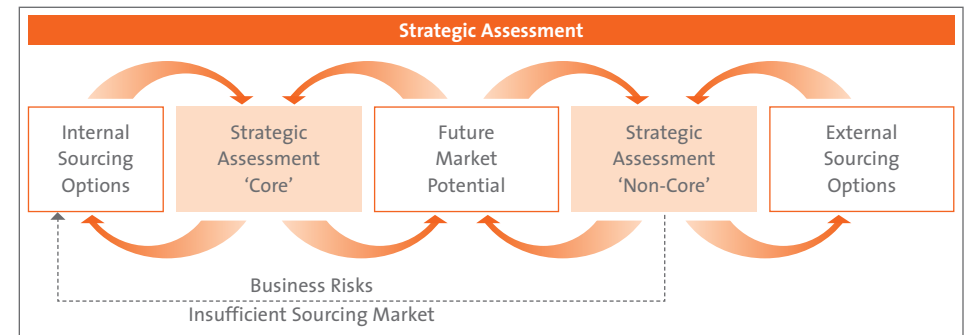 Strategic Assessment
Internal
Sourcing
Options
Strategic
Assessment
‘Core’
Future
Market
Potential
Strategic
Assessment
‘Non-Core’
External
Sourcing
Options
Business Risks
Insufficient Sourcing Market